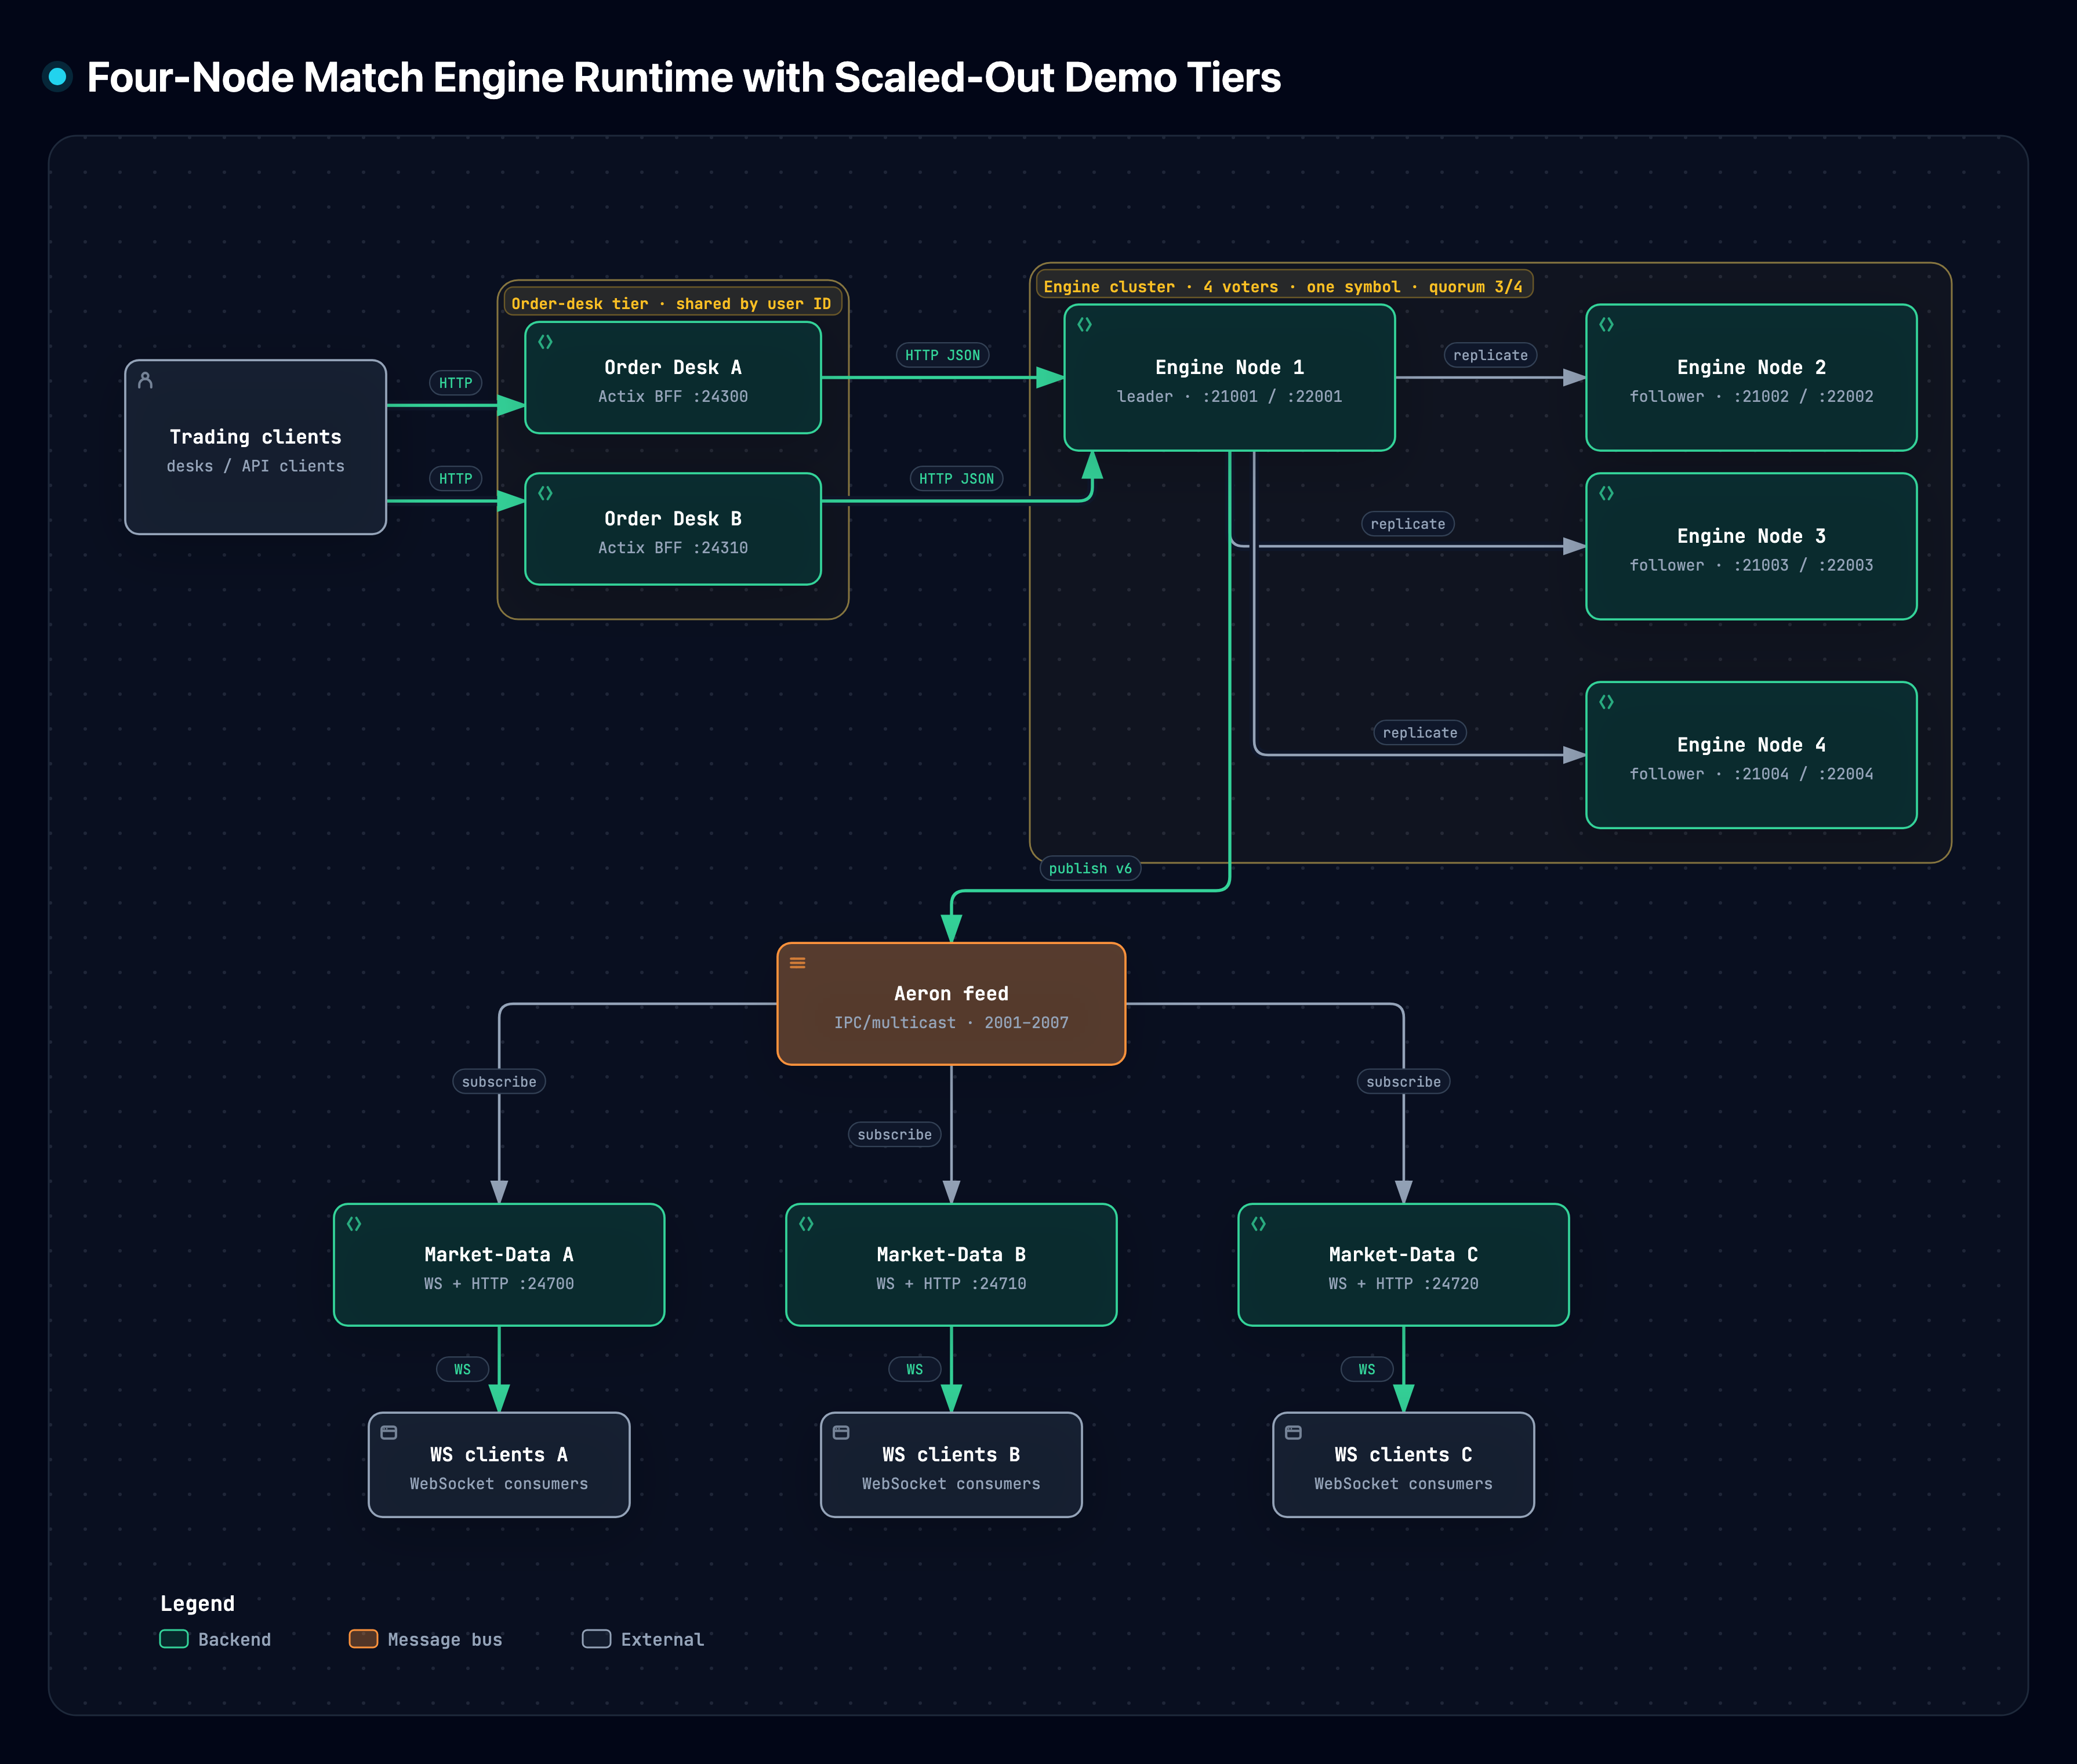 Four-Node Match Engine Runtime with Scaled-Out Demo Tiers
Order-desk tier · shared by user ID
Engine cluster · 4 voters · one symbol · quorum 3/4
Trading clients
desks / API clients
HTTP
HTTP
Order Desk A
Actix BFF :24300
Order Desk B
Actix BFF :24310
HTTP JSON
HTTP JSON
Engine Node 1
leader · :21001 / :22001
replicate
replicate
replicate
Engine Node 2
follower · :21002 / :22002
Engine Node 3
follower · :21003 / :22003
Engine Node 4
follower · :21004 / :22004
publish v6
Aeron feed
IPC/multicast · 2001–2007
subscribe
subscribe
subscribe
Market-Data A
WS + HTTP :24700
Market-Data B
WS + HTTP :24710
Market-Data C
WS + HTTP :24720
WS
WS
WS
WS clients A
WebSocket consumers
WS clients B
WebSocket consumers
WS clients C
WebSocket consumers
Legend
Backend
Message bus
External